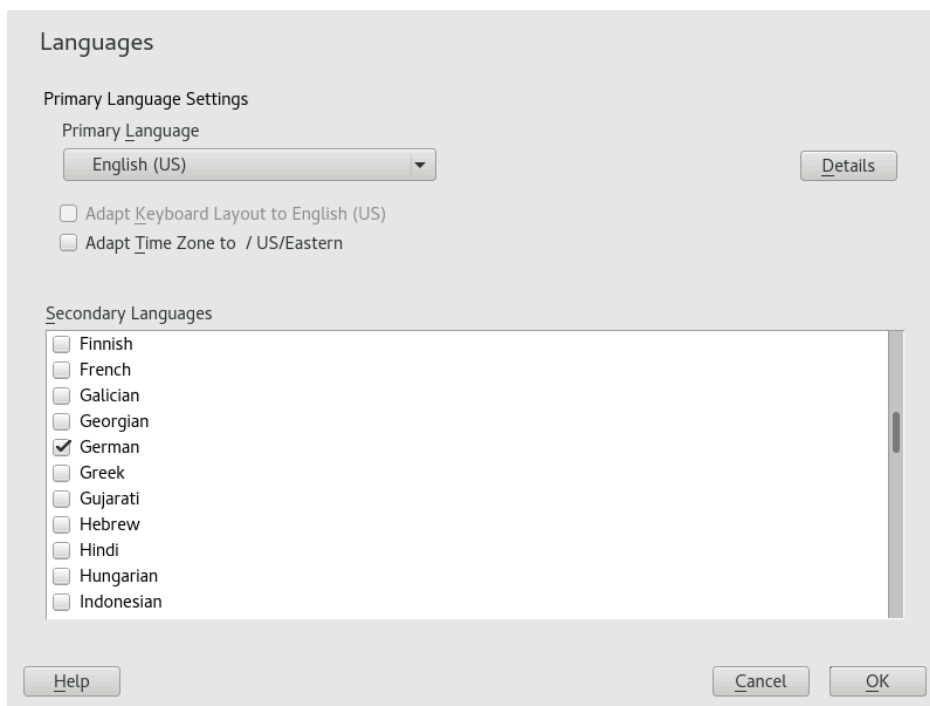 Languages
Primary Language Settings
Primary Language
English (US)
Details
Adapt Keyboard Layout to English (US)
Adapt Time Zone to / US/Eastern
Secondary Languages
Finnish
French
Galician
Georgian
German
Greek
Gujarati
Hebrew
Hindi
Hungarian
Indonesian
Help
Cancel
OK